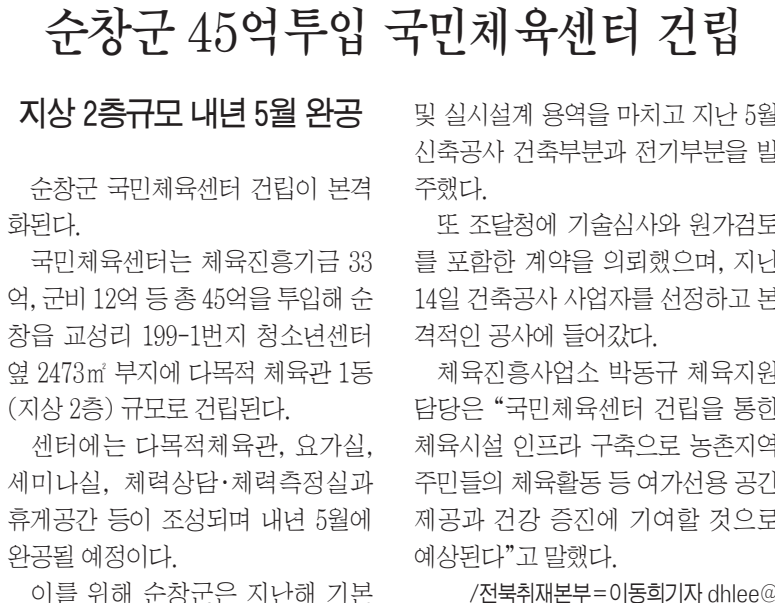 순창군 45억투입 국민체육센터 건립
지상 2층규모 내년 5월 완공
순창군 국민체육센터 건립이 본격
화된다.
국민체육센터는 체육진흥기금 33
억, 군비 12억 등 총 45억을 투입해 순
창읍 교성리 199-1번지 청소년센터
옆 2473㎡ 부지에 다목적 체육관 1동
(지상 2층) 규모로 건립된다.
센터에는 다목적체육관, 요가실,
세미나실, 체력상담·체력측정실과
휴게공간 등이 조성되며 내년 5월에
완공될 예정이다.
이를 위해 순창군은 지난해 기본
및 실시설계 용역을 마치고 지난 5월
신축공사 건축부분과 전기부분을 발
주했다.
또 조달청에 기술심사와 원가검토
를 포함한 계약을 의뢰했으며, 지난
14일 건축공사 사업자를 선정하고 본
격적인 공사에 들어갔다.
체육진흥사업소 박동규 체육지원
담당은 “국민체육센터 건립을 통한
체육시설 인프라 구축으로 농촌지역
주민들의 체육활동 등 여가선용 공간
제공과 건강 증진에 기여할 것으로
예상된다”고 말했다.
/전북취재본부=이동희기자 dhlee@